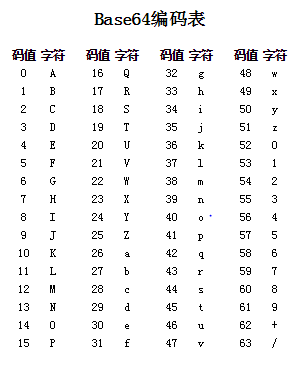 Base64编码表
码值 字符 码值 字符 码值 字符 码值 字符
0 A 16 Q 32 g 48 w
1 B 17 R 33 h 49 x
2 C 18 S 34 i 50 y
3 D 19 T 35 j 51 z
4 E 20 U 36 k 52 0
5 F 21 V 37 l 53 1
6 G 22 W 38 m 54 2
7 H 23 X 39 n 55 3
8 I 24 Y 40 o 56 4
9 J 25 Z 41 p 57 5
10 K 26 a 42 q 58 6
11 L 27 b 43 r 59 7
12 M 28 c 44 s 60 8
13 N 29 d 45 t 61 9
14 O 30 e 46 u 62 +
15 P 31 f 47 v 63 /